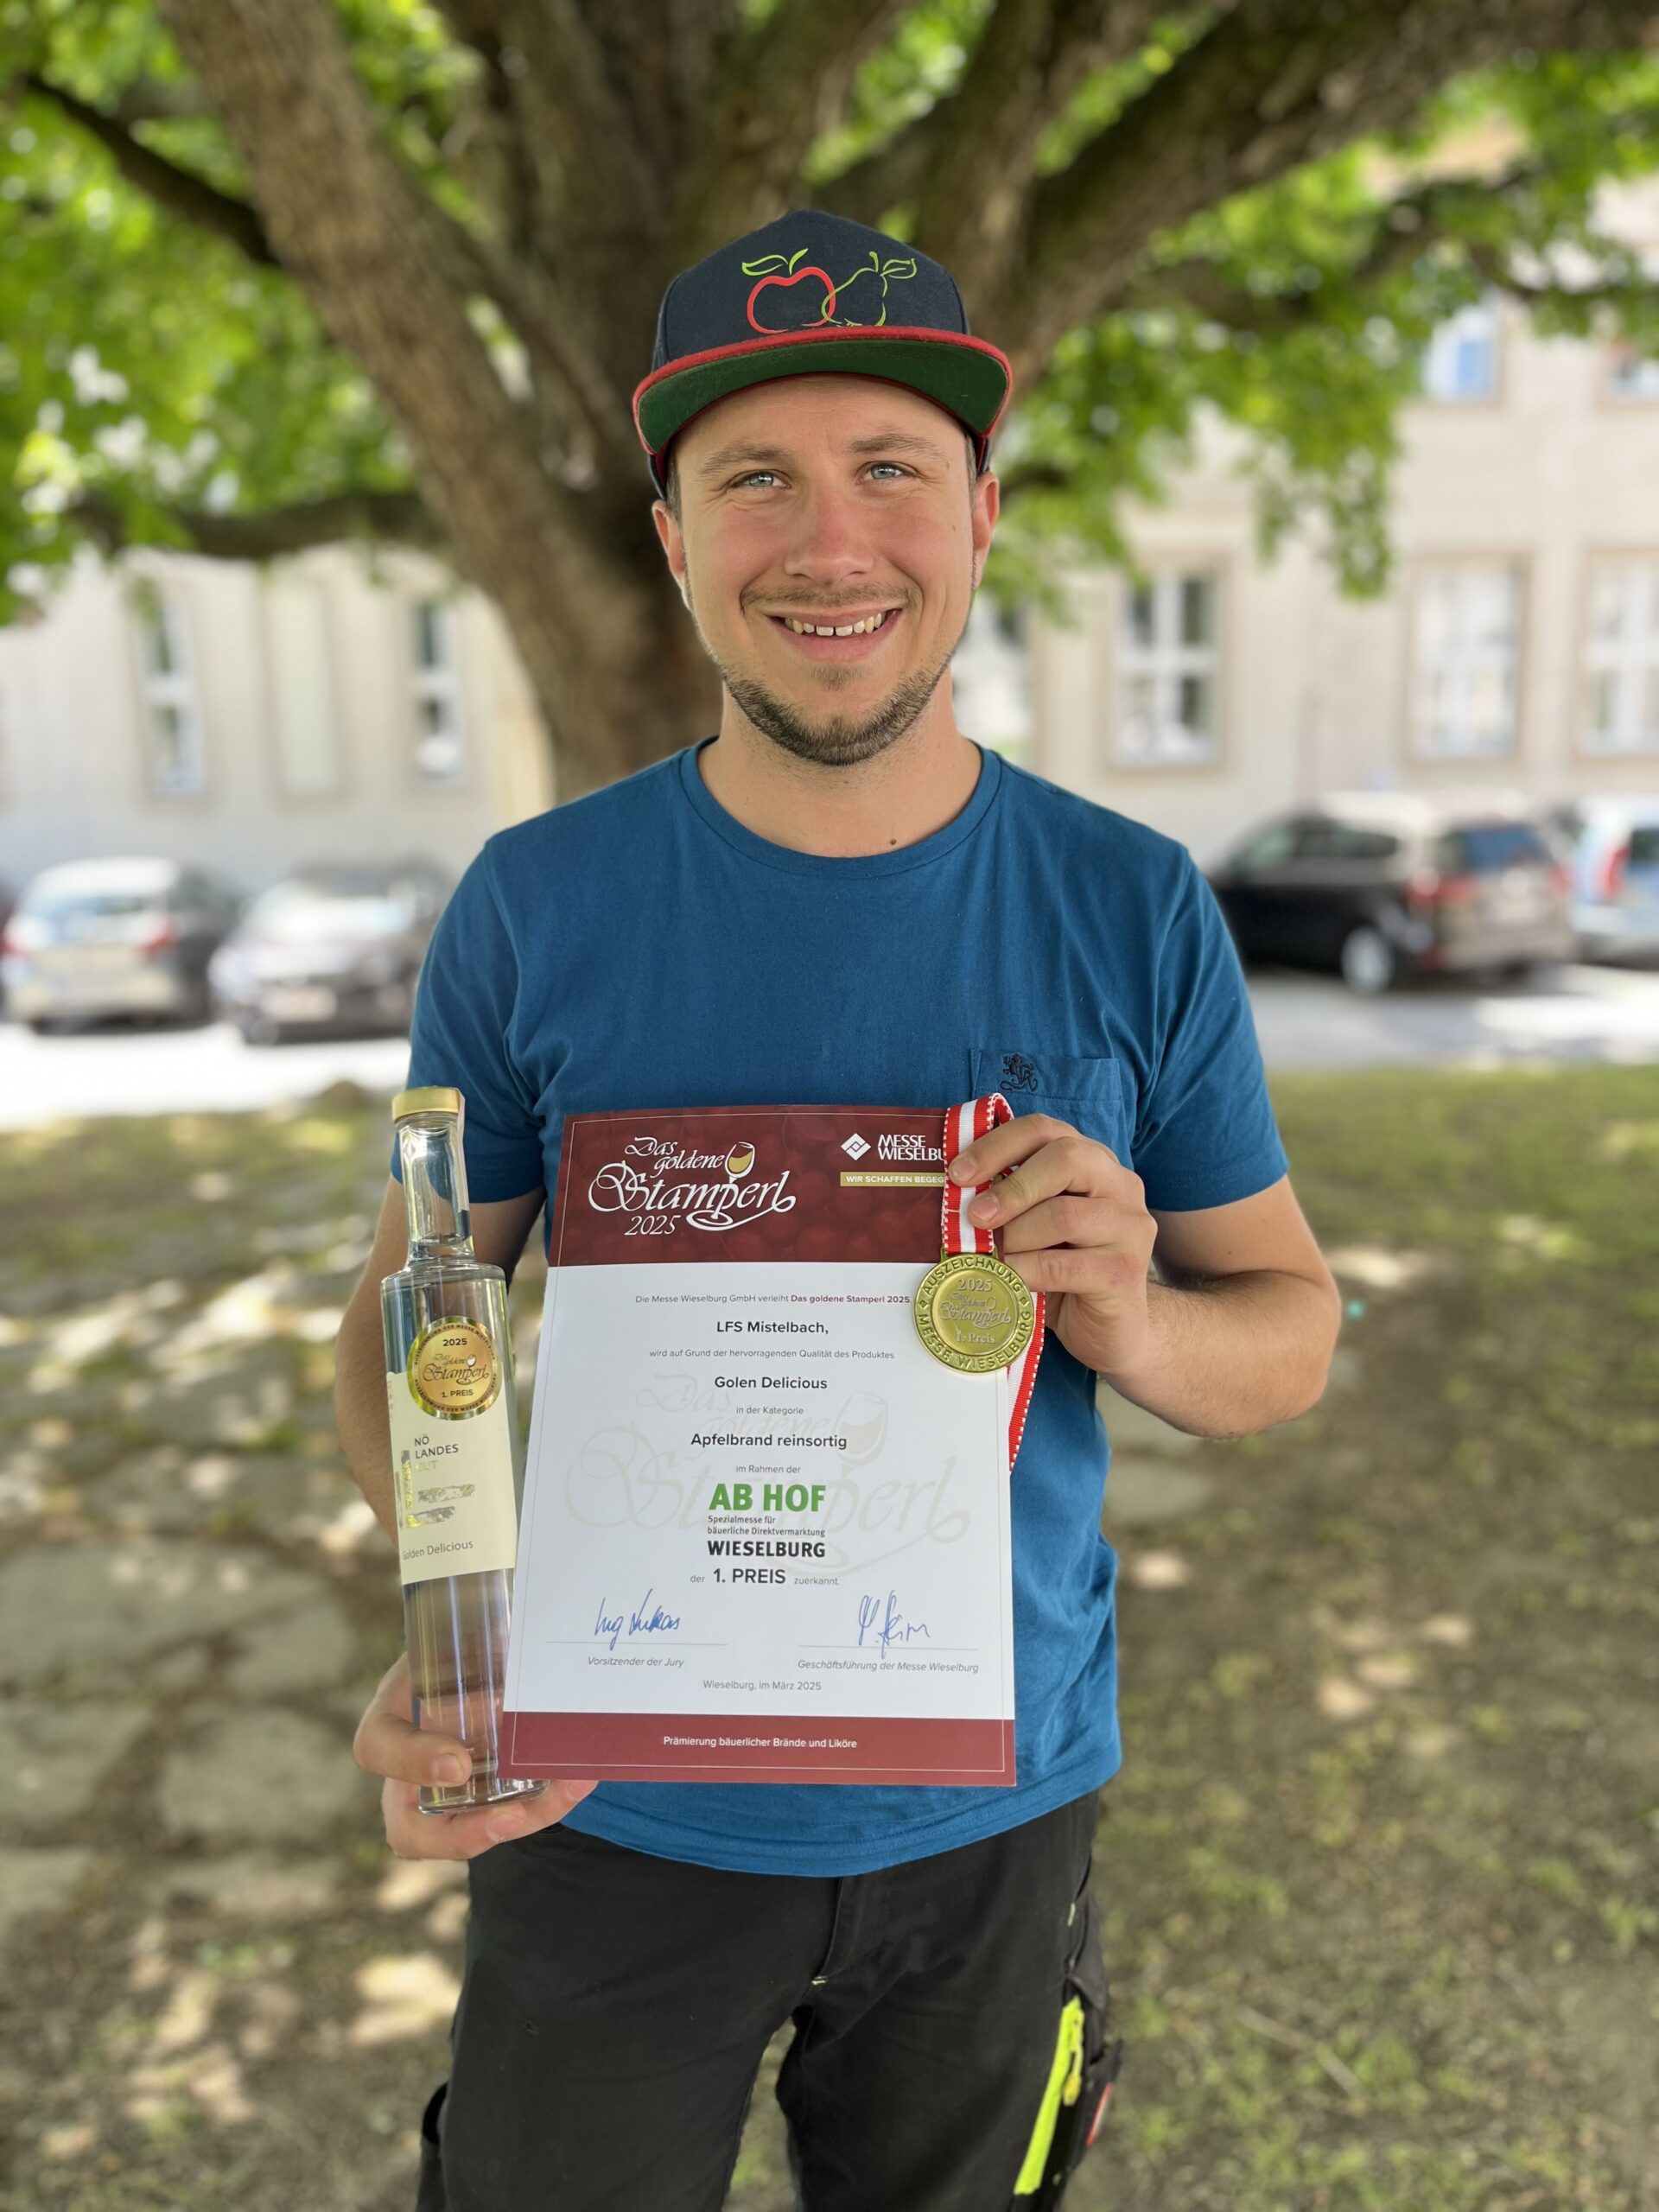 Das
goldene
Stamperl
2025
MESSE
WIESELBU
WIR SCHAFFEN BEGEG
Die Messe Wieselburg GmbH verleiht Das goldene Stamperl 2025
LFS Mistelbach,
wird auf Grund der hervorragenden Qualität des Produktes
Golen Delicious
in der Kategorie
Apfelbrand reinsortig
im Rahmen der
AB HOF
Spezialmesse für
bäuerliche Direktvermarktung
WIESELBURG
der 1. PREIS zuerkannt.
Vorsitzender der Jury
Geschäftsführung der Messe Wieselburg
Wieselburg, im März 2025
Prämierung bäuerlicher Brände und Liköre
AUSZEICHNUNG
2025
Das goldene
Stamperl
1. Preis
MESSE WIESELBURG
2025
Das goldene
Stamperl
1. PREIS
NÖ
LANDES
Golden Delicious